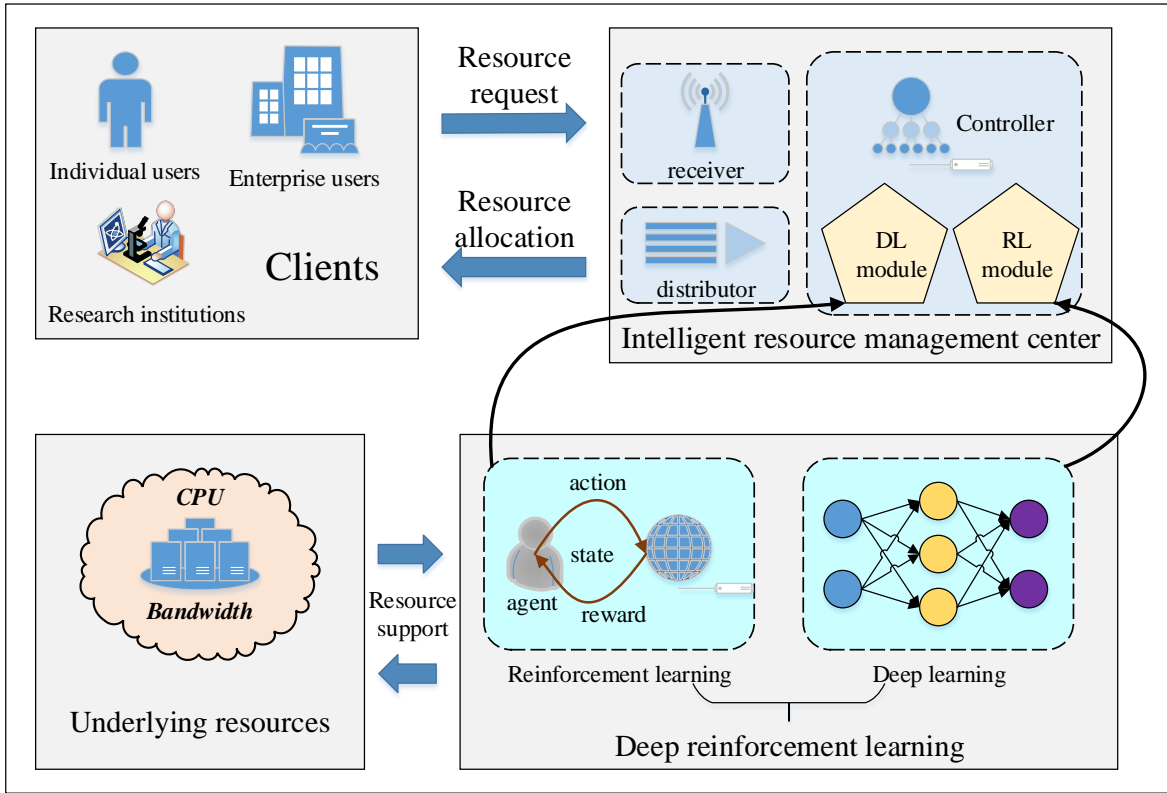 Individual users
Enterprise users
Research institutions
Clients
Resource
request
Resource
allocation
receiver
distributor
Controller
DL
module
RL
module
Intelligent resource management center
CPU
Bandwidth
Underlying resources
Resource
support
action
state
agent
reward
Reinforcement learning
Deep learning
Deep reinforcement learning